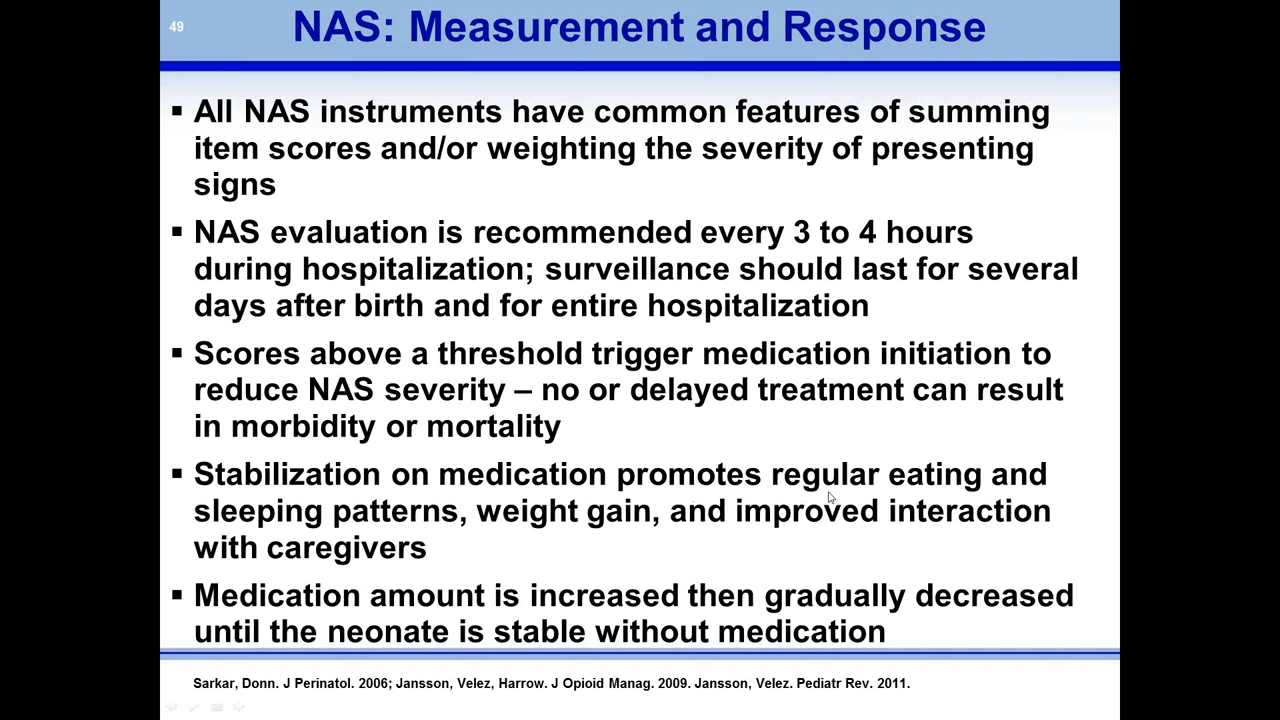 49
NAS: Measurement and Response
▪ All NAS instruments have common features of summing
item scores and/or weighting the severity of presenting
signs
▪ NAS evaluation is recommended every 3 to 4 hours
during hospitalization; surveillance should last for several
days after birth and for entire hospitalization
▪ Scores above a threshold trigger medication initiation to
reduce NAS severity – no or delayed treatment can result
in morbidity or mortality
▪ Stabilization on medication promotes regular eating and
sleeping patterns, weight gain, and improved interaction
with caregivers
▪ Medication amount is increased then gradually decreased
until the neonate is stable without medication
Sarkar, Donn. J Perinatol. 2006; Jansson, Velez, Harrow. J Opioid Manag. 2009. Jansson, Velez. Pediatr Rev. 2011.